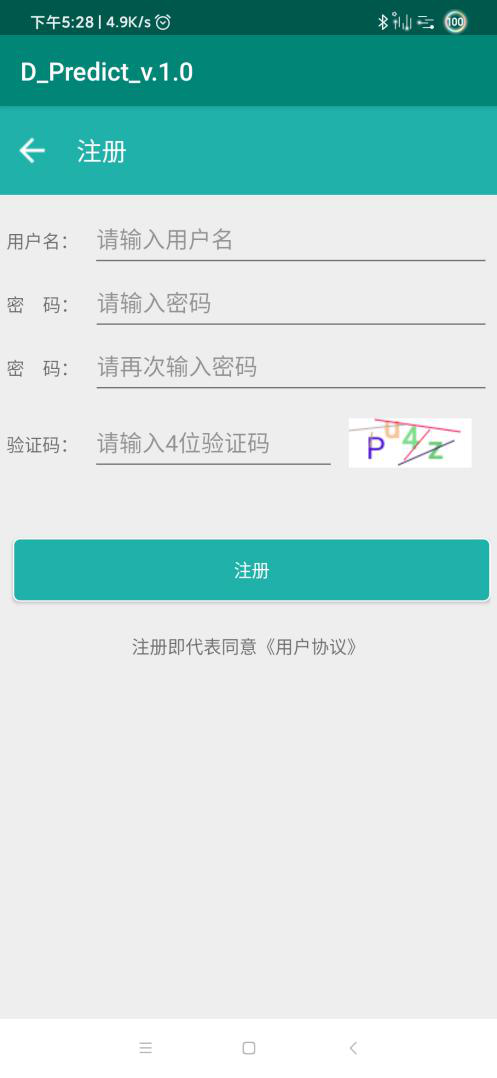 下午5:28 | 4.9K/s
100
D_Predict_v.1.0
注册
用户名： 请输入用户名
密 码： 请输入密码
密 码： 请再次输入密码
验证码： 请输入4位验证码 Pu4z
注册
注册即代表同意《用户协议》